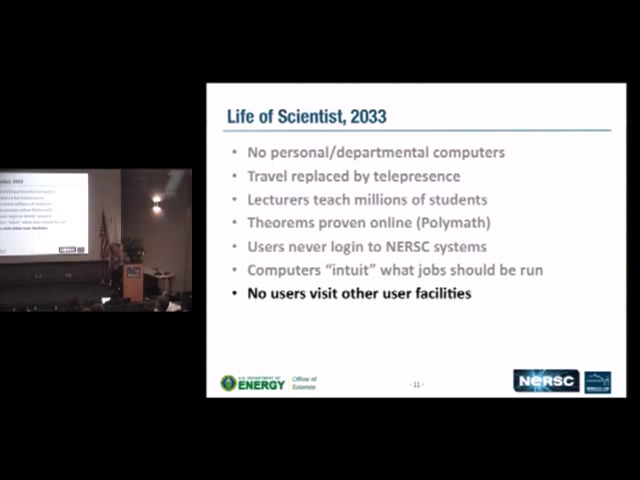 Life of Scientist, 2033
• No personal/departmental computers
• Travel replaced by telepresence
• Lecturers teach millions of students
• Theorems proven online (Polymath)
• Users never login to NERSC systems
• Computers “intuit” what jobs should be run
• No users visit other user facilities
U.S. DEPARTMENT OF
ENERGY
Office of
Science
- 11 -
NERSC